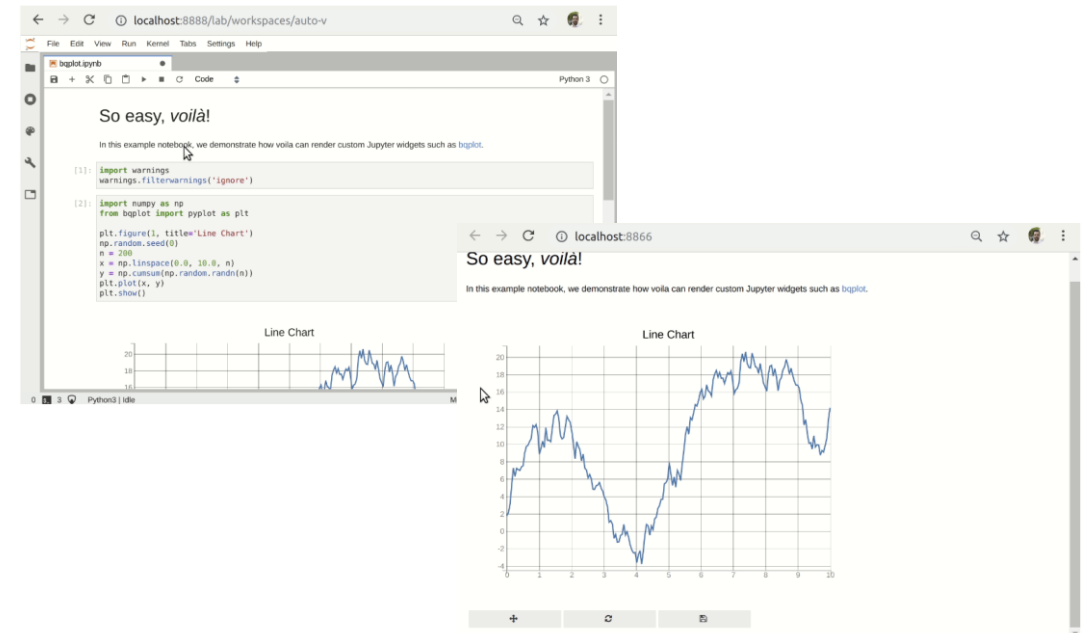 localhost:8888/lab/workspaces/auto-v
File Edit View Run Kernel Tabs Settings Help
bqplot.ipynb
Code
Python 3
So easy, voilà!
In this example notebook, we demonstrate how voila can render custom Jupyter widgets such as bqplot.
[1]: import warnings
warnings.filterwarnings('ignore')
[2]: import numpy as np
from bqplot import pyplot as plt
plt.figure(1, title='Line Chart')
np.random.seed(0)
n = 200
x = np.linspace(0.0, 10.0, n)
y = np.cumsum(np.random.randn(n))
plt.plot(x, y)
plt.show()
Line Chart
20
18
16
0 3 Python3 | Idle
M
localhost:8866
So easy, voilà!
In this example notebook, we demonstrate how voila can render custom Jupyter widgets such as bqplot.
Line Chart
20
18
16
14
12
10
8
6
4
2
0
-2
-4
0 1 2 3 4 5 6 7 8 9 10